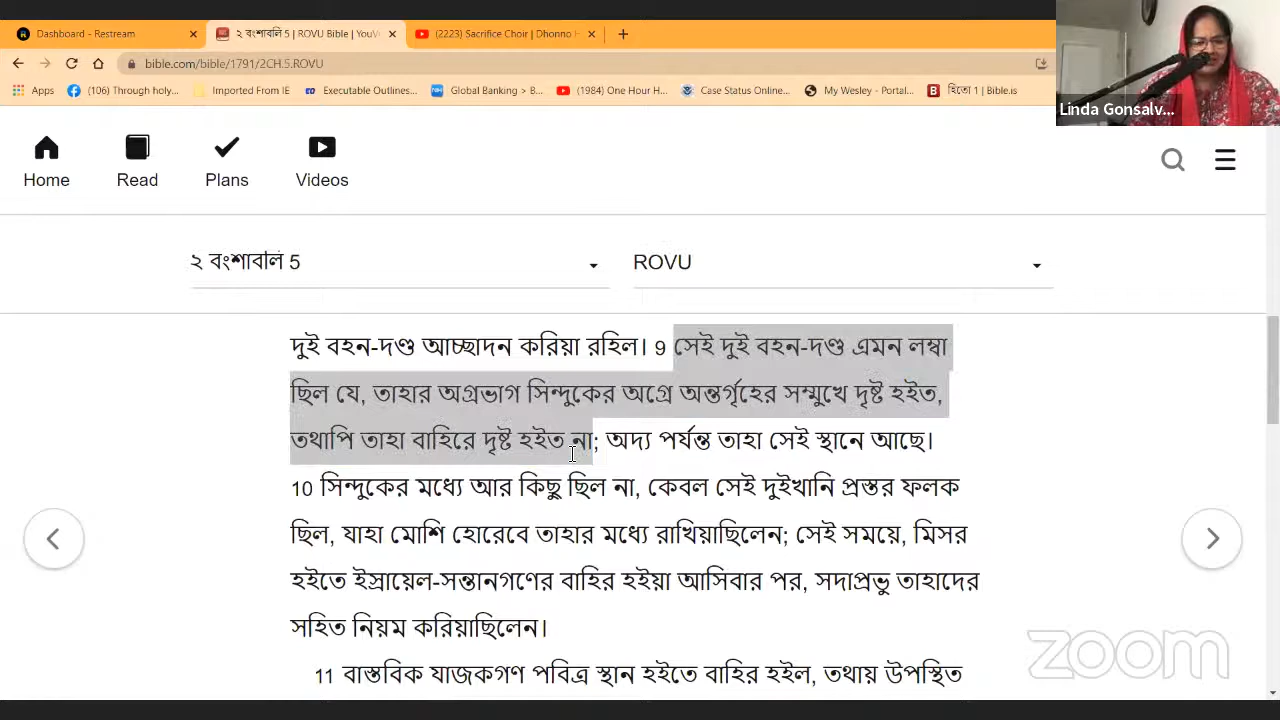 Dashboard - Restream
২ বংশাবলি 5 | ROVU Bible | YouV
(2223) Sacrifice Choir | Dhonno H
bible.com/bible/1791/2CH.5.ROVU
Apps
(106) Through holy...
Imported From IE
Executable Outlines...
Global Banking > B...
(1984) One Hour H...
Case Status Online...
My Wesley - Portal...
হিতো 1 | Bible.is
Linda Gonsalv...
Home
Read
Plans
Videos
২ বংশাবলি 5
ROVU
দুই বহন-দণ্ড আচ্ছাদন করিয়া রহিল। 9 সেই দুই বহন-দণ্ড এমন লম্বা
ছিল যে, তাহার অগ্রভাগ সিন্দুকের অগ্রে অন্তর্গৃহের সম্মুখে দৃষ্ট হইত,
তথাপি তাহা বাহিরে দৃষ্ট হইত না; অদ্য পর্যন্ত তাহা সেই স্থানে আছে।
10 সিন্দুকের মধ্যে আর কিছু ছিল না, কেবল সেই দুইখানি প্রস্তর ফলক
ছিল, যাহা মোশি হোরেবে তাহার মধ্যে রাখিয়াছিলেন; সেই সময়ে, মিসর
হইতে ইস্রায়েল-সন্তানগণের বাহির হইয়া আসিবার পর, সদাপ্রভু তাহাদের
সহিত নিয়ম করিয়াছিলেন।
11 বাস্তবিক যাজকগণ পবিত্র স্থান হইতে বাহির হইল, তথায় উপস্থিত
zoom